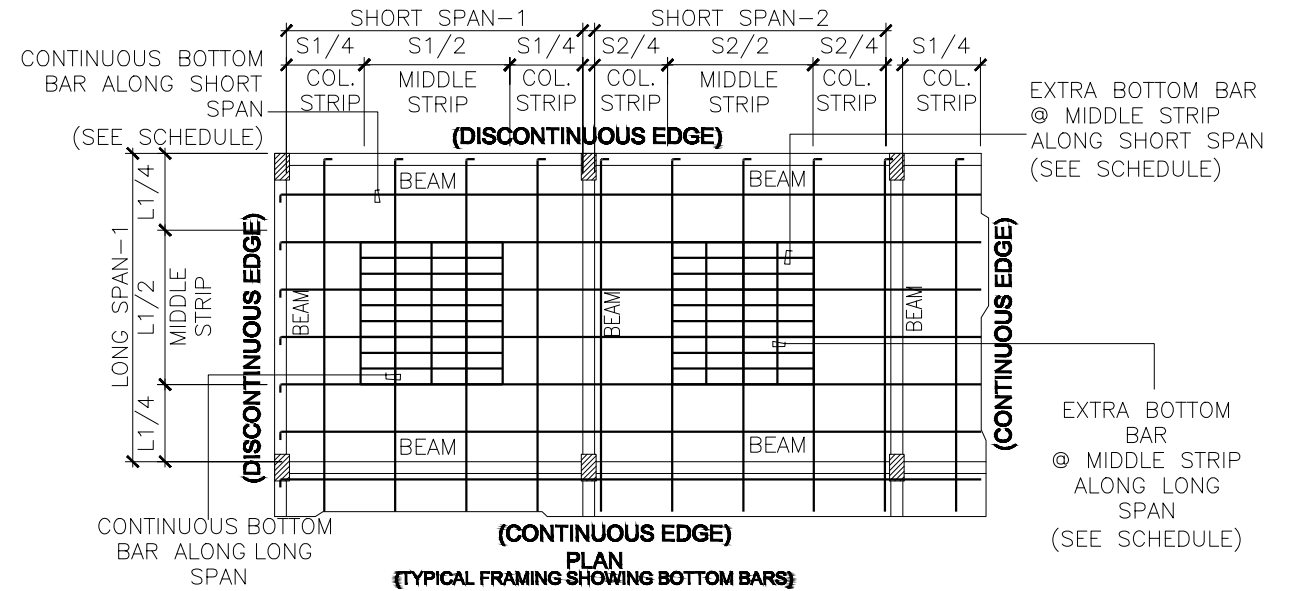 SHORT SPAN-1
SHORT SPAN-2
S1/4
S1/2
S1/4
S2/4
S2/2
S2/4
S1/4
COL.
STRIP
MIDDLE
STRIP
COL.
STRIP
COL.
STRIP
MIDDLE
STRIP
COL.
STRIP
COL.
STRIP
CONTINUOUS BOTTOM
BAR ALONG SHORT
SPAN
(SEE SCHEDULE)
EXTRA BOTTOM BAR
@ MIDDLE STRIP
ALONG SHORT SPAN
(SEE SCHEDULE)
(DISCONTINUOUS EDGE)
BEAM
BEAM
LONG SPAN-1
L1/4
L1/2
L1/4
MIDDLE
STRIP
(DISCONTINUOUS EDGE)
BEAM
BEAM
BEAM
(CONTINUOUS EDGE)
BEAM
BEAM
EXTRA BOTTOM
BAR
@ MIDDLE STRIP
ALONG LONG
SPAN
(SEE SCHEDULE)
CONTINUOUS BOTTOM
BAR ALONG LONG
SPAN
(CONTINUOUS EDGE)
PLAN
(TYPICAL FRAMING SHOWING BOTTOM BARS)